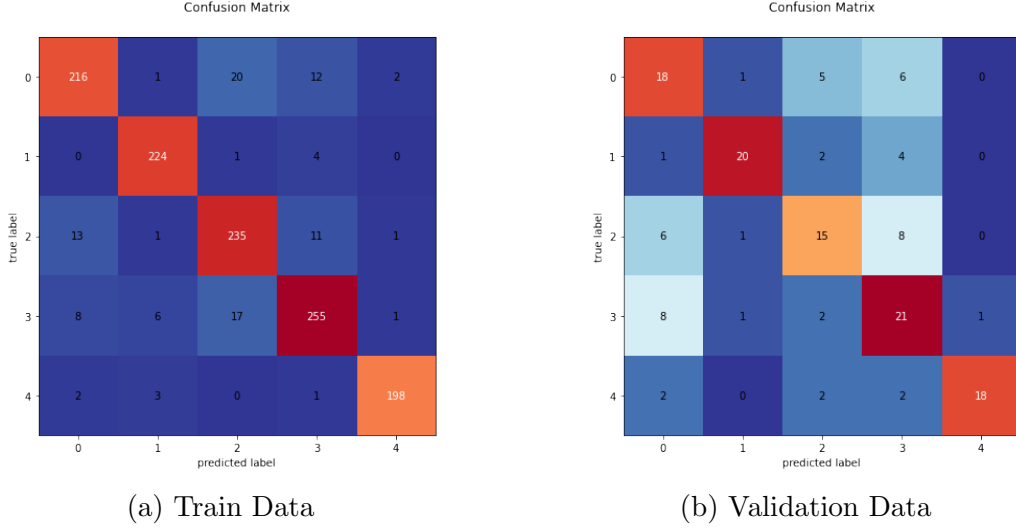 Confusion Matrix
0 216 1 20 12 2
1 0 224 1 4 0
2 13 1 235 11 1
3 8 6 17 255 1
4 2 3 0 1 198
true label
0 1 2 3 4
predicted label
(a) Train Data
Confusion Matrix
0 18 1 5 6 0
1 1 20 2 4 0
2 6 1 15 8 0
3 8 1 2 21 1
4 2 0 2 2 18
true label
0 1 2 3 4
predicted label
(b) Validation Data